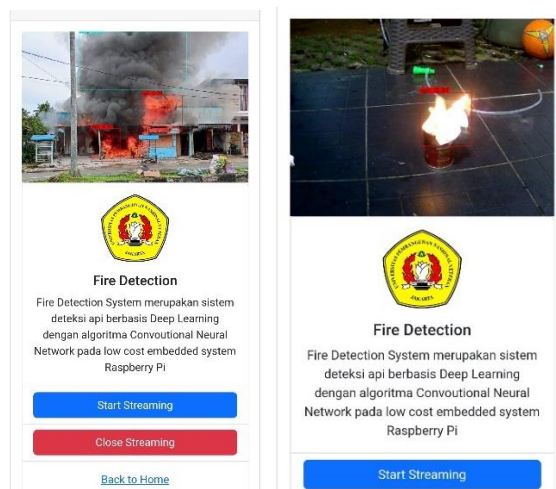 Fire Detection
Fire Detection System merupakan sistem
deteksi api berbasis Deep Learning
dengan algoritma Convoutional Neural
Network pada low cost embedded system
Raspberry Pi
Start Streaming
Close Streaming
Back to Home
JAKARTA
Fire Detection
Fire Detection System merupakan sistem
deteksi api berbasis Deep Learning
dengan algoritma Convoutional Neural
Network pada low cost embedded system
Raspberry Pi
Start Streaming